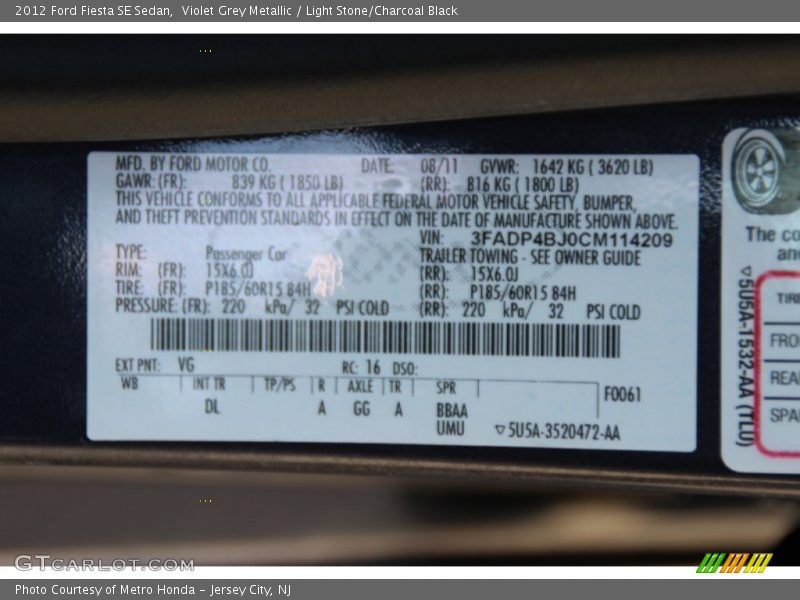 2012 Ford Fiesta SE Sedan,  Violet Grey Metallic / Light Stone/Charcoal Black
MFD. BY FORD MOTOR CO. DATE: 08/11 GVWR: 1642 KG ( 3620 LB)
GAWR: (FR): 839 KG ( 1850 LB) (RR): 816 KG ( 1800 LB)
THIS VEHICLE CONFORMS TO ALL APPLICABLE FEDERAL MOTOR VEHICLE SAFETY, BUMPER,
AND THEFT PREVENTION STANDARDS IN EFFECT ON THE DATE OF MANUFACTURE SHOWN ABOVE.
VIN: 3FADP4BJ0CM114209
TYPE: Passenger Car TRAILER TOWING - SEE OWNER GUIDE
RIM: (FR): 15X6.0J (RR): 15X6.0J
TIRE: (FR): P185/60R15 84H (RR): P185/60R15 84H
PRESSURE: (FR): 220 kPa/ 32 PSI COLD (RR): 220 kPa/ 32 PSI COLD
EXT PNT: VG RC: 16 DSO:
WB INT TR TP/PS R AXLE TR SPR F0061
DL A GG A BBAA
UMU ▽5U5A-3520472-AA
The co
an
▽5U5A-1532-AA (TLU)
TIRE
FRO
REA
SPA
GTCARLOT.COM
Photo Courtesy of Metro Honda – Jersey City, NJ